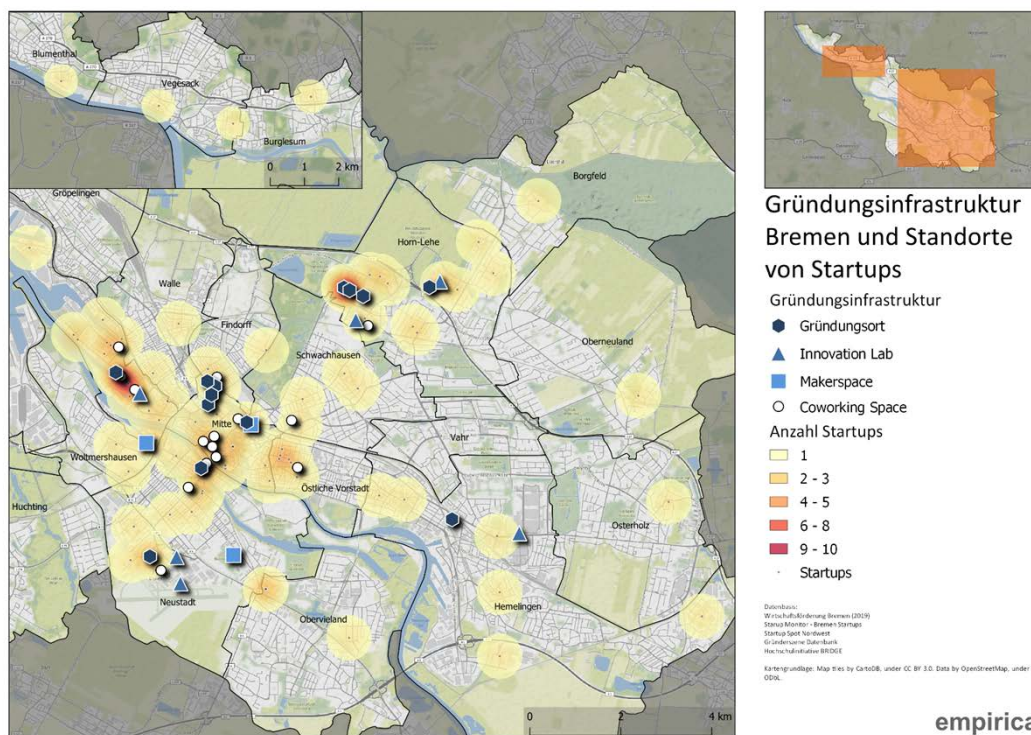 Blumenthal
Vegesack
Burglesum
0 1 2 km
Gröpelingen
Walle
Findorff
Horn-Lehe
Borgfeld
Oberneuland
Schwachhausen
Mitte
Vahr
Woltmershausen
Östliche Vorstadt
Huchting
Osterholz
Neustadt
Obervieland
Hemelingen
0 2 4 km
Gründungsinfrastruktur
Bremen und Standorte
von Startups
Gründungsinfrastruktur
Gründungsort
Innovation Lab
Makerspace
Coworking Space
Anzahl Startups
1
2 - 3
4 - 5
6 - 8
9 - 10
Startups
Datenbasis:
Wirtschaftsförderung Bremen (2019)
Starup Monitor - Bremen Startups
Startup Spot Nordwest
Gründerszene Datenbank
Hochschulinitiative BRIDGE
Kartengrundlage: Map tiles by CartoDB, under CC BY 3.0. Data by OpenStreetMap, under
ODbL.
empirica